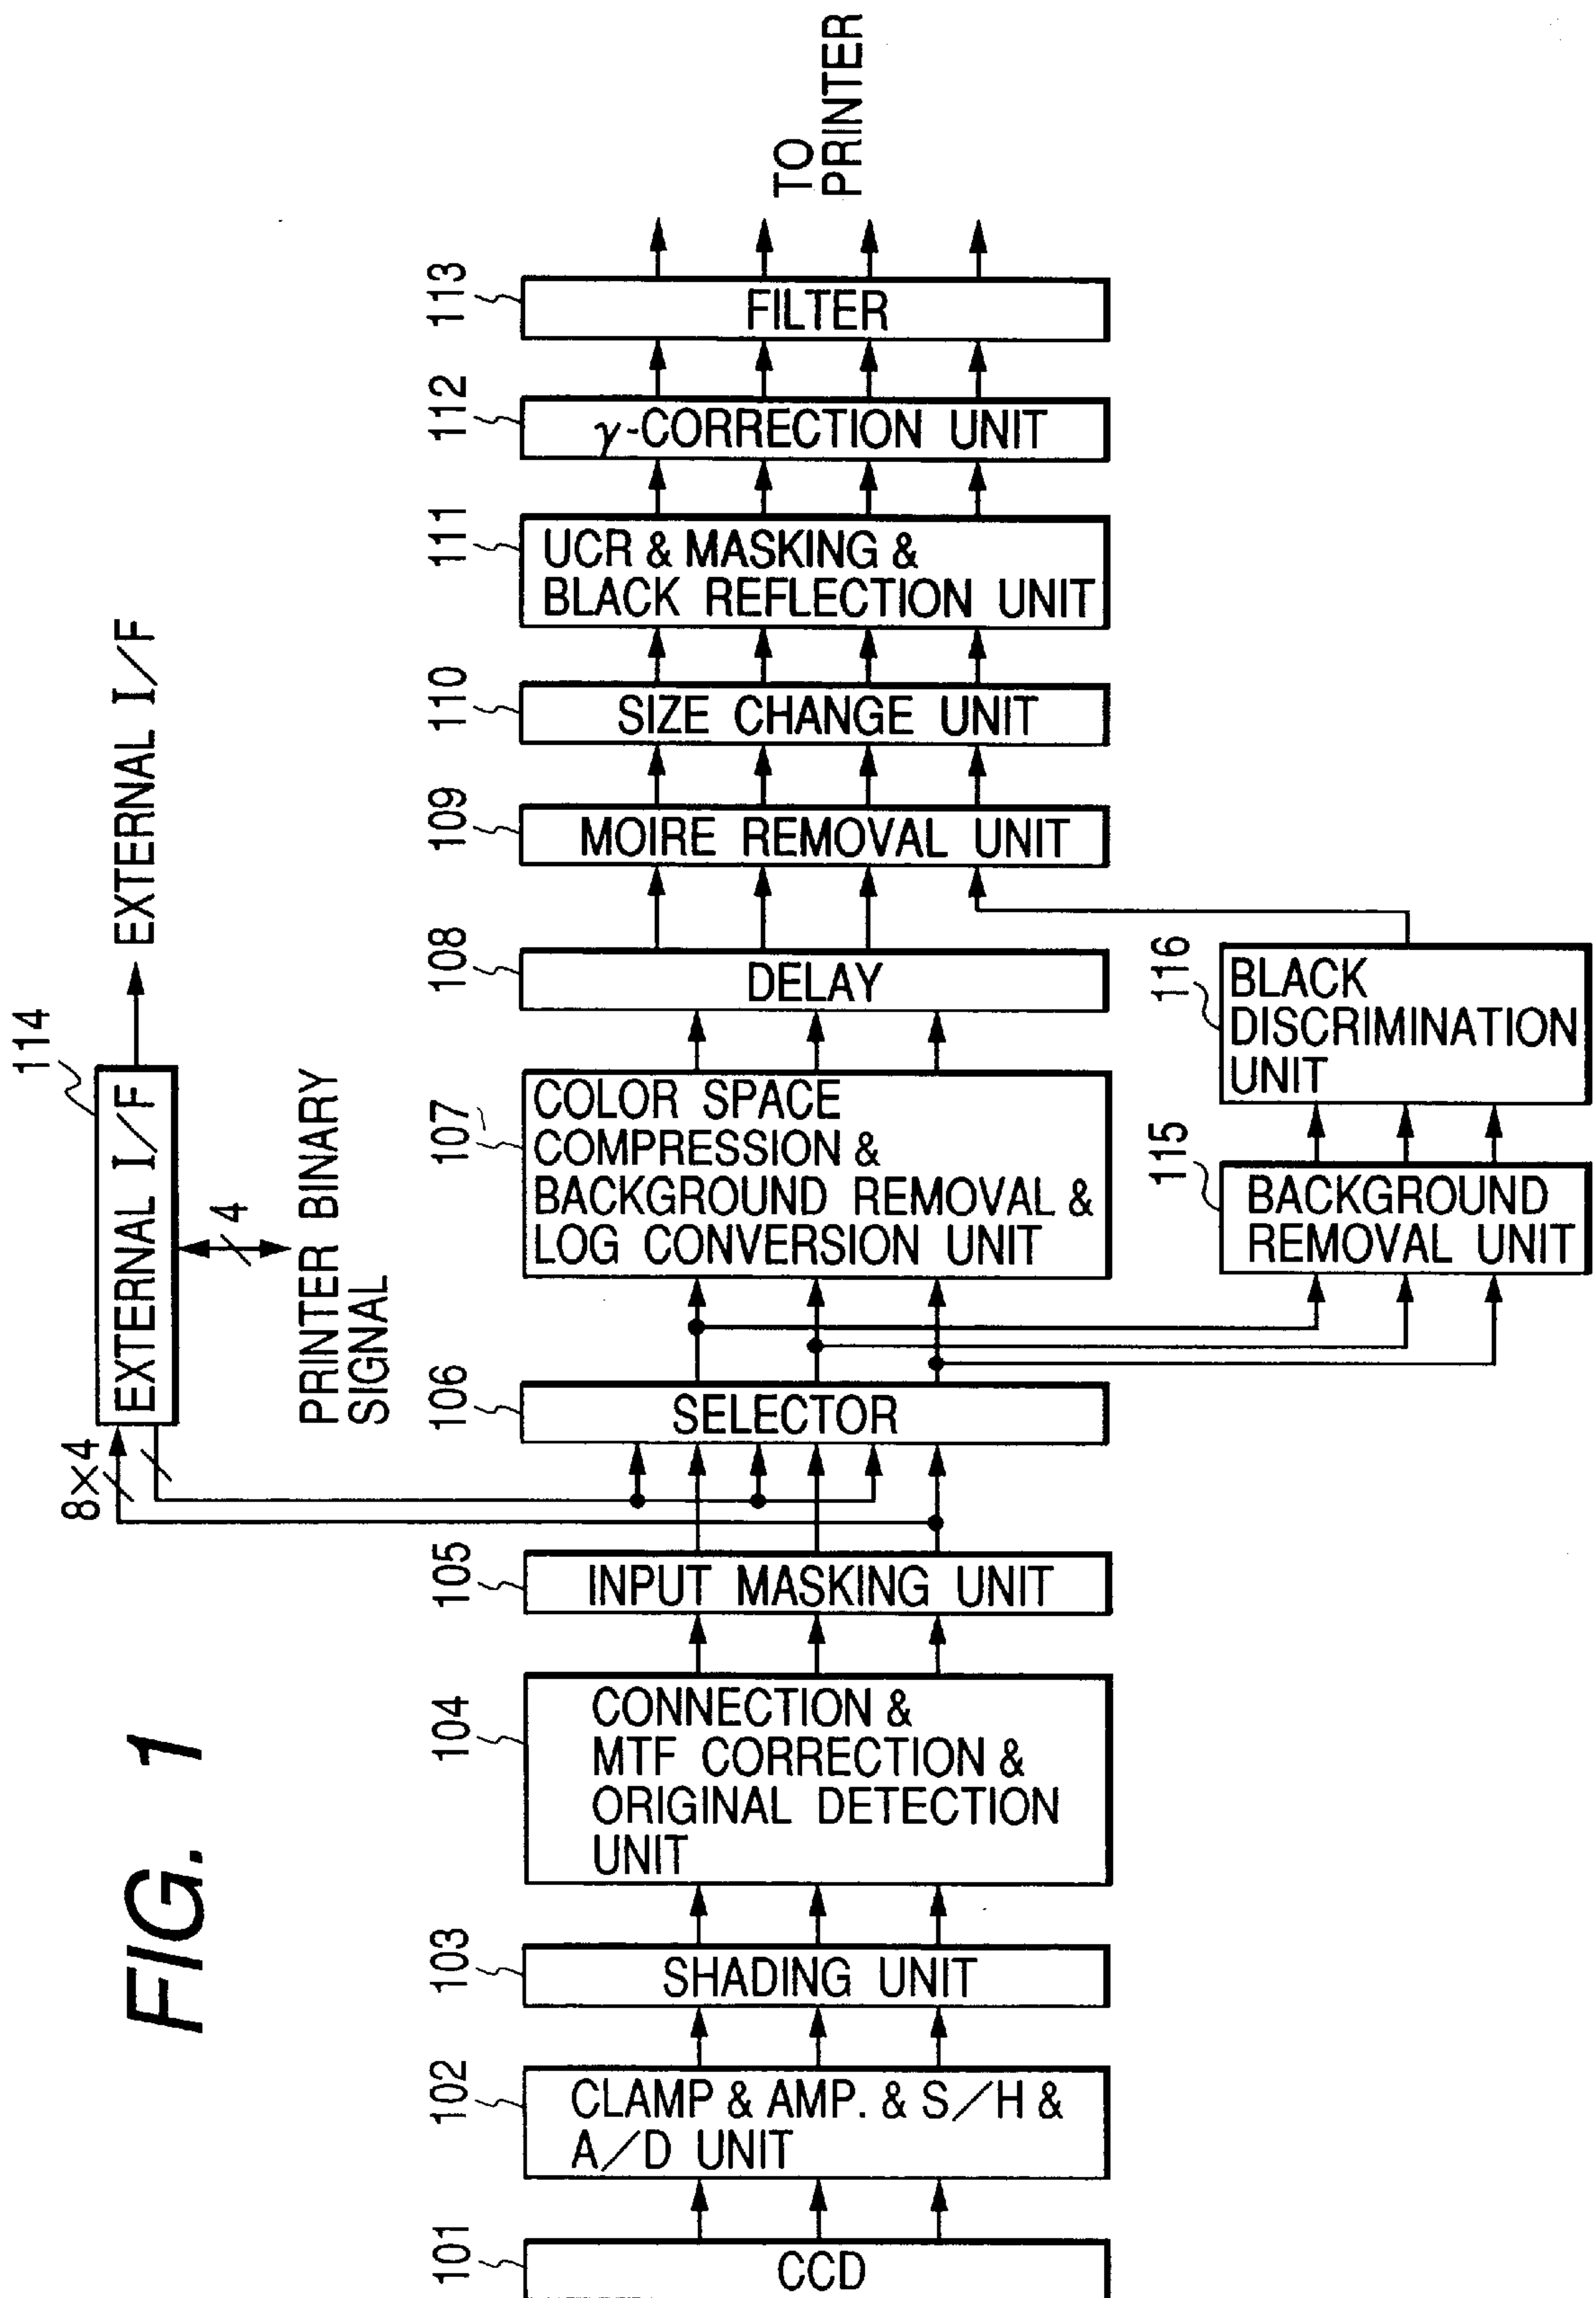 FIG. 1
TO
PRINTER
113
FILTER
112
γ-CORRECTION UNIT
111
UCR & MASKING &
BLACK REFLECTION UNIT
110
SIZE CHANGE UNIT
109
MOIRE REMOVAL UNIT
108
DELAY
107
COLOR SPACE
COMPRESSION &
BACKGROUND REMOVAL &
LOG CONVERSION UNIT
116
BLACK
DISCRIMINATION
UNIT
115
BACKGROUND
REMOVAL UNIT
EXTERNAL I/F
114
EXTERNAL I/F
4
PRINTER BINARY
SIGNAL
8×4
106
SELECTOR
105
INPUT MASKING UNIT
104
CONNECTION &
MTF CORRECTION &
ORIGINAL DETECTION
UNIT
103
SHADING UNIT
102
CLAMP & AMP. & S/H &
A/D UNIT
101
CCD